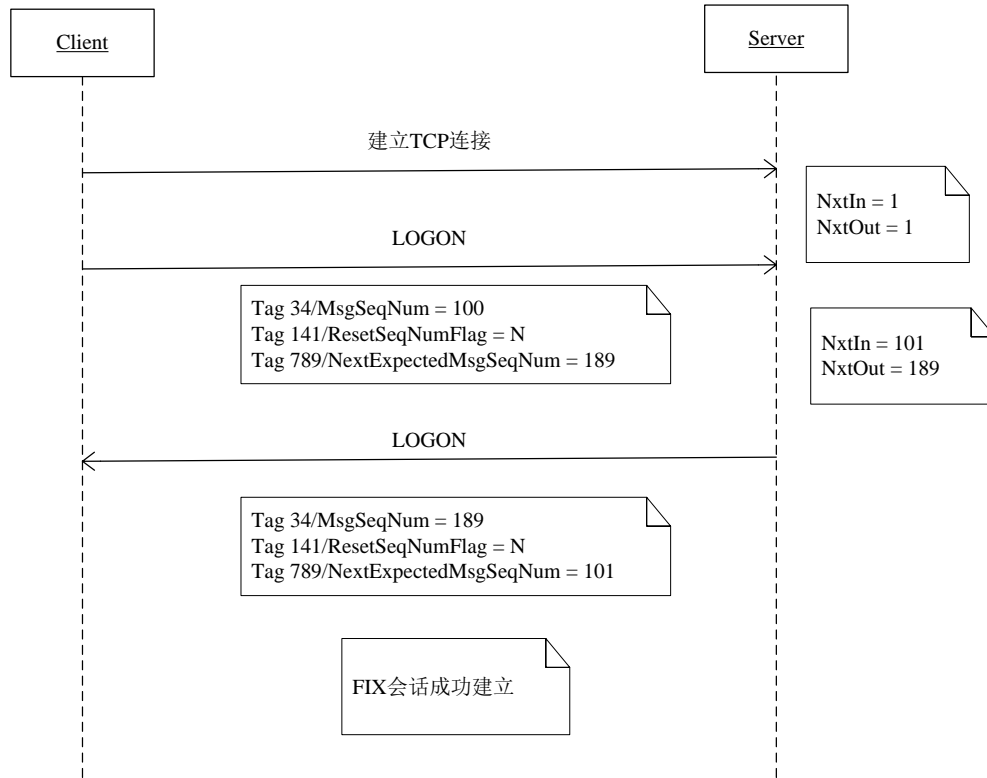 Client
Server
建立TCP连接
NxtIn = 1
NxtOut = 1
LOGON
Tag 34/MsgSeqNum = 100
Tag 141/ResetSeqNumFlag = N
Tag 789/NextExpectedMsgSeqNum = 189
NxtIn = 101
NxtOut = 189
LOGON
Tag 34/MsgSeqNum = 189
Tag 141/ResetSeqNumFlag = N
Tag 789/NextExpectedMsgSeqNum = 101
FIX会话成功建立